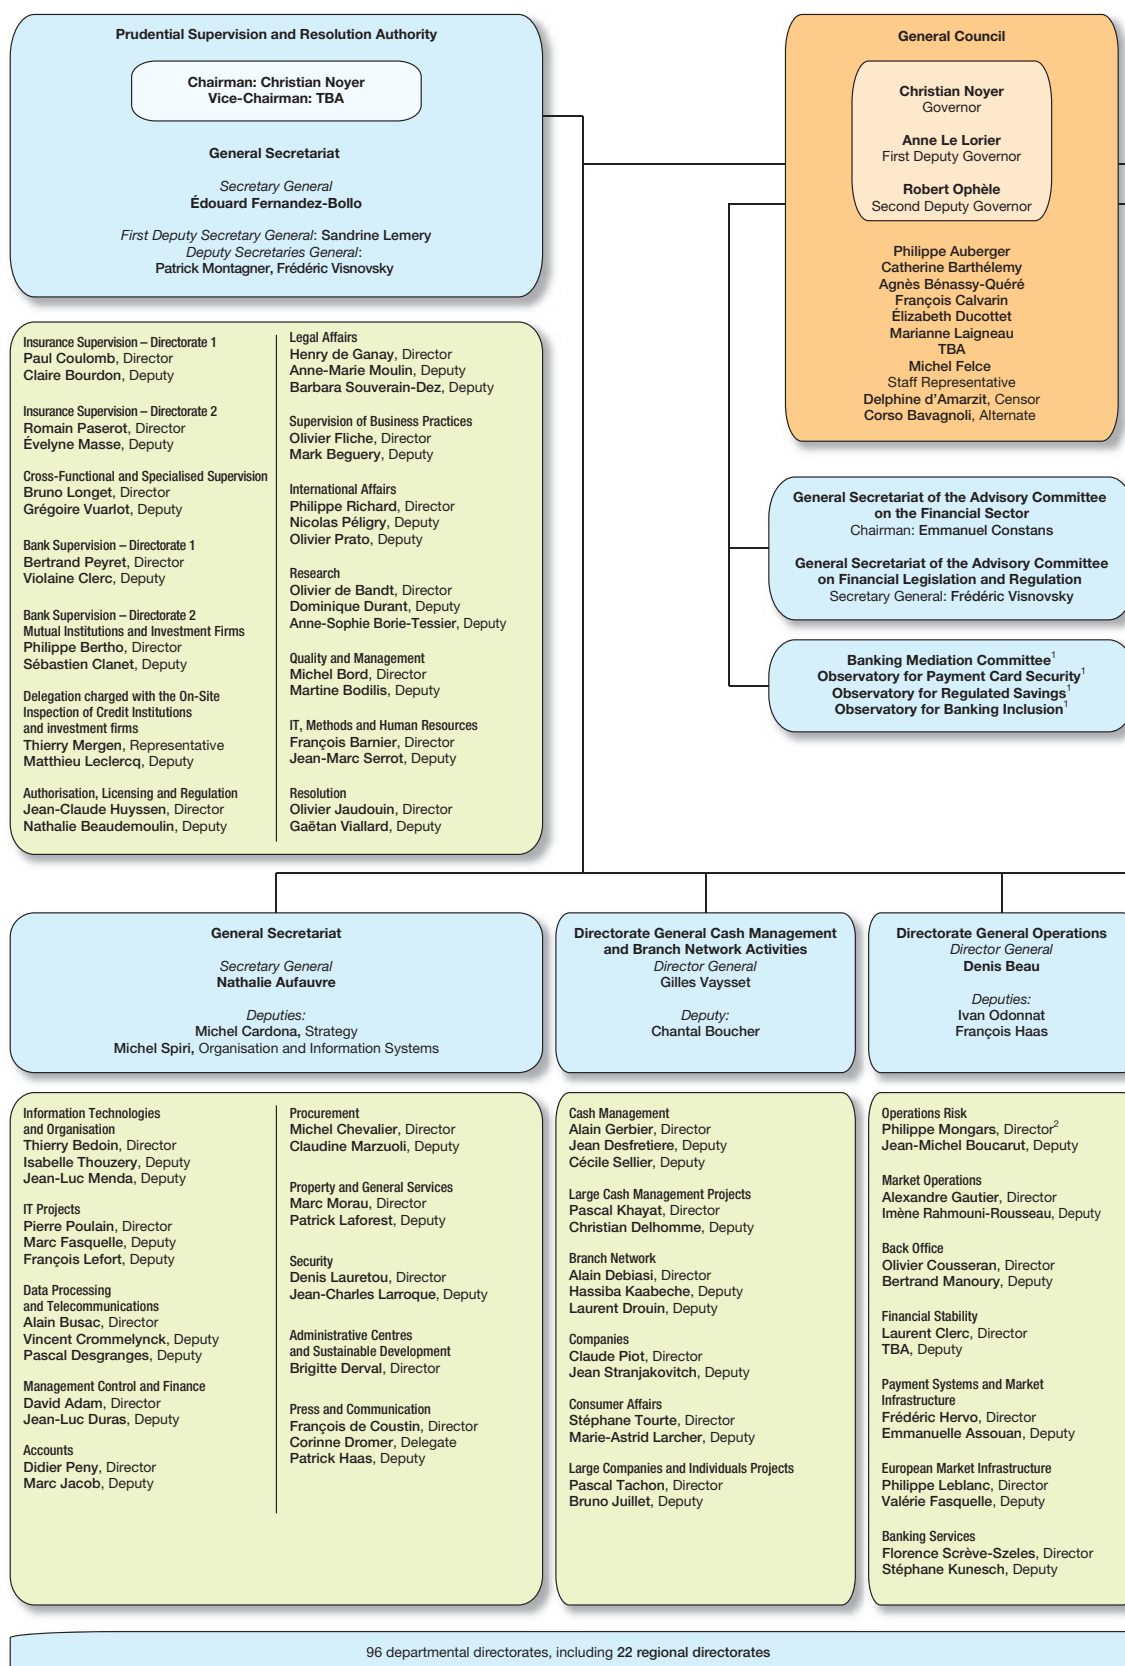 Prudential Supervision and Resolution Authority
Chairman: Christian Noyer
Vice-Chairman: TBA
General Secretariat
Secretary General
Édouard Fernandez-Bollo
First Deputy Secretary General: Sandrine Lemery
Deputy Secretaries General:
Patrick Montagner, Frédéric Visnovsky
General Council
Christian Noyer
Governor
Anne Le Lorier
First Deputy Governor
Robert Ophèle
Second Deputy Governor
Philippe Auberger
Catherine Barthélemy
Agnès Bénassy-Quéré
François Calvarin
Élizabeth Ducottet
Marianne Laigneau
TBA
Michel Felce
Staff Representative
Delphine d'Amarzit, Censor
Corso Bavagnoli, Alternate
Insurance Supervision – Directorate 1
Paul Coulomb, Director
Claire Bourdon, Deputy
Insurance Supervision – Directorate 2
Romain Paserot, Director
Évelyne Masse, Deputy
Cross-Functional and Specialised Supervision
Bruno Longet, Director
Grégoire Vuarlot, Deputy
Bank Supervision – Directorate 1
Bertrand Peyret, Director
Violaine Clerc, Deputy
Bank Supervision – Directorate 2
Mutual Institutions and Investment Firms
Philippe Bertho, Director
Sébastien Clanet, Deputy
Delegation charged with the On-Site
Inspection of Credit Institutions
and investment firms
Thierry Mergen, Representative
Matthieu Leclercq, Deputy
Authorisation, Licensing and Regulation
Jean-Claude Huyssen, Director
Nathalie Beaudemoulin, Deputy
Legal Affairs
Henry de Ganay, Director
Anne-Marie Moulin, Deputy
Barbara Souverain-Dez, Deputy
Supervision of Business Practices
Olivier Fliche, Director
Mark Beguery, Deputy
International Affairs
Philippe Richard, Director
Nicolas Péligry, Deputy
Olivier Prato, Deputy
Research
Olivier de Bandt, Director
Dominique Durant, Deputy
Anne-Sophie Borie-Tessier, Deputy
Quality and Management
Michel Bord, Director
Martine Bodilis, Deputy
IT, Methods and Human Resources
François Barnier, Director
Jean-Marc Serrot, Deputy
Resolution
Olivier Jaudouin, Director
Gaëtan Viallard, Deputy
General Secretariat of the Advisory Committee
on the Financial Sector
Chairman: Emmanuel Constans
General Secretariat of the Advisory Committee
on Financial Legislation and Regulation
Secretary General: Frédéric Visnovsky
Banking Mediation Committee¹
Observatory for Payment Card Security¹
Observatory for Regulated Savings¹
Observatory for Banking Inclusion¹
General Secretariat
Secretary General
Nathalie Aufauvre
Deputies:
Michel Cardona, Strategy
Michel Spiri, Organisation and Information Systems
Directorate General Cash Management
and Branch Network Activities
Director General
Gilles Vaysset
Deputy:
Chantal Boucher
Directorate General Operations
Director General
Denis Beau
Deputies:
Ivan Odonnat
François Haas
Information Technologies
and Organisation
Thierry Bedoin, Director
Isabelle Thouzery, Deputy
Jean-Luc Menda, Deputy
IT Projects
Pierre Poulain, Director
Marc Fasquelle, Deputy
François Lefort, Deputy
Data Processing
and Telecommunications
Alain Busac, Director
Vincent Crommelynck, Deputy
Pascal Desgranges, Deputy
Management Control and Finance
David Adam, Director
Jean-Luc Duras, Deputy
Accounts
Didier Peny, Director
Marc Jacob, Deputy
Procurement
Michel Chevalier, Director
Claudine Marzuoli, Deputy
Property and General Services
Marc Morau, Director
Patrick Laforest, Deputy
Security
Denis Lauretou, Director
Jean-Charles Larroque, Deputy
Administrative Centres
and Sustainable Development
Brigitte Derval, Director
Press and Communication
François de Coustin, Director
Corinne Dromer, Delegate
Patrick Haas, Deputy
Cash Management
Alain Gerbier, Director
Jean Desfretiere, Deputy
Cécile Sellier, Deputy
Large Cash Management Projects
Pascal Khayat, Director
Christian Delhomme, Deputy
Branch Network
Alain Debiasi, Director
Hassiba Kaabeche, Deputy
Laurent Drouin, Deputy
Companies
Claude Piot, Director
Jean Stranjakovitch, Deputy
Consumer Affairs
Stéphane Tourte, Director
Marie-Astrid Larcher, Deputy
Large Companies and Individuals Projects
Pascal Tachon, Director
Bruno Juillet, Deputy
Operations Risk
Philippe Mongars, Director²
Jean-Michel Boucarut, Deputy
Market Operations
Alexandre Gautier, Director
Imène Rahmouni-Rousseau, Deputy
Back Office
Olivier Cousseran, Director
Bertrand Manoury, Deputy
Financial Stability
Laurent Clerc, Director
TBA, Deputy
Payment Systems and Market
Infrastructure
Frédéric Hervo, Director
Emmanuelle Assouan, Deputy
European Market Infrastructure
Philippe Leblanc, Director
Valérie Fasquelle, Deputy
Banking Services
Florence Scrève-Szeles, Director
Stéphane Kunesch, Deputy
96 departmental directorates, including 22 regional directorates